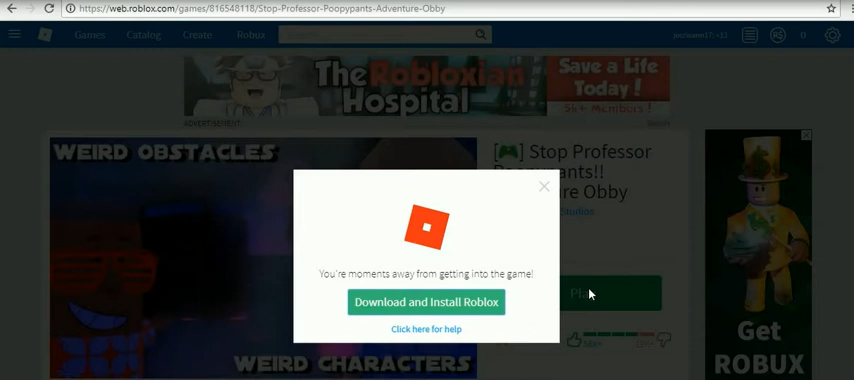 https://web.roblox.com/games/816548118/Stop-Professor-Poopypants-Adventure-Obby
Games
Catalog
Create
Robux
R$
0
The Robloxian
Hospital
Save a Life
Today!
ADVERTISEMENT
WEIRD OBSTACLES
WEIRD CHARACTERS
Stop Professor
Obby
Studios
You're moments away from getting into the game!
Download and Install Roblox
Click here for help
Get
ROBUX